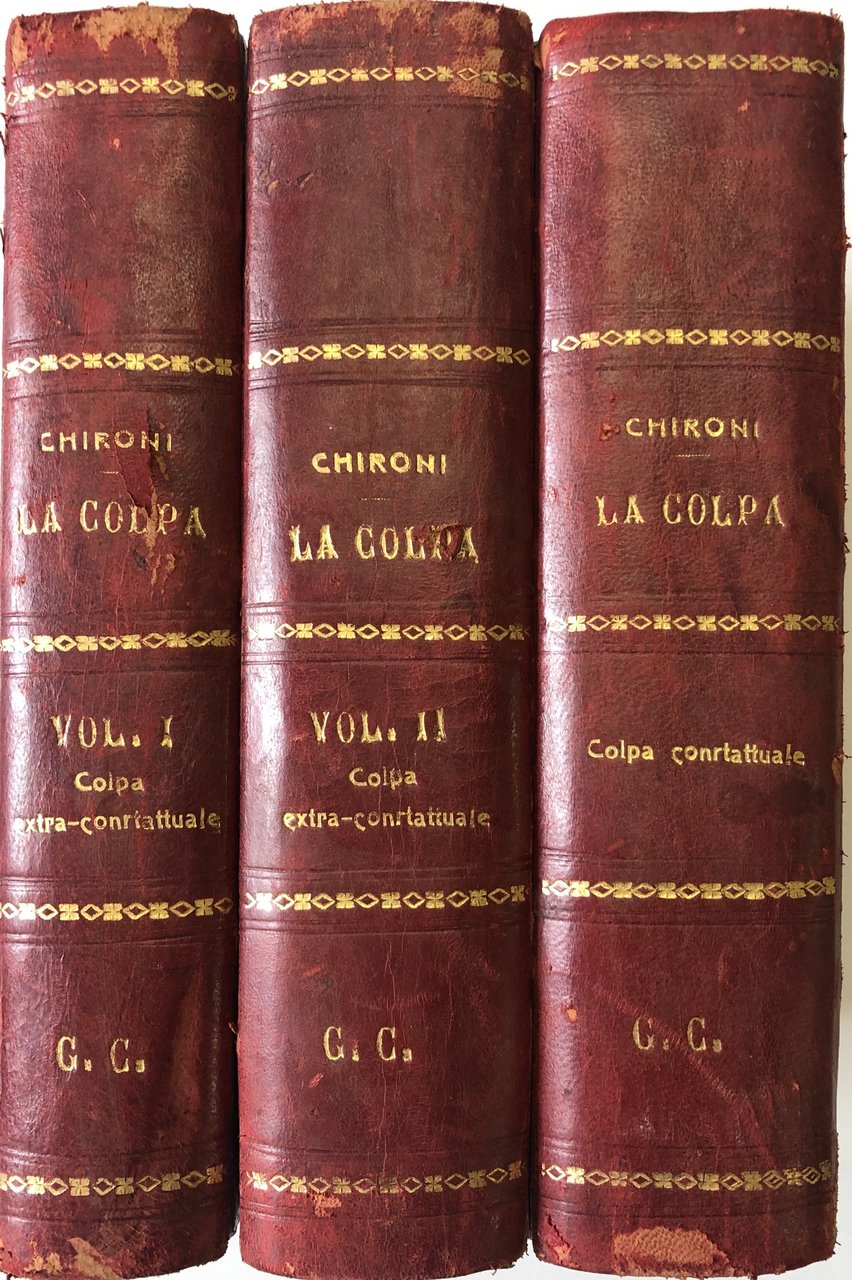 CHIRONI
LA COLPA
VOL. I
Colpa
extra-conrtattuale
G. C.
CHIRONI
LA COLPA
VOL. II
Colpa
extra-conrtattuale
G. C.
CHIRONI
LA COLPA
Colpa conrtattuale
G. C.